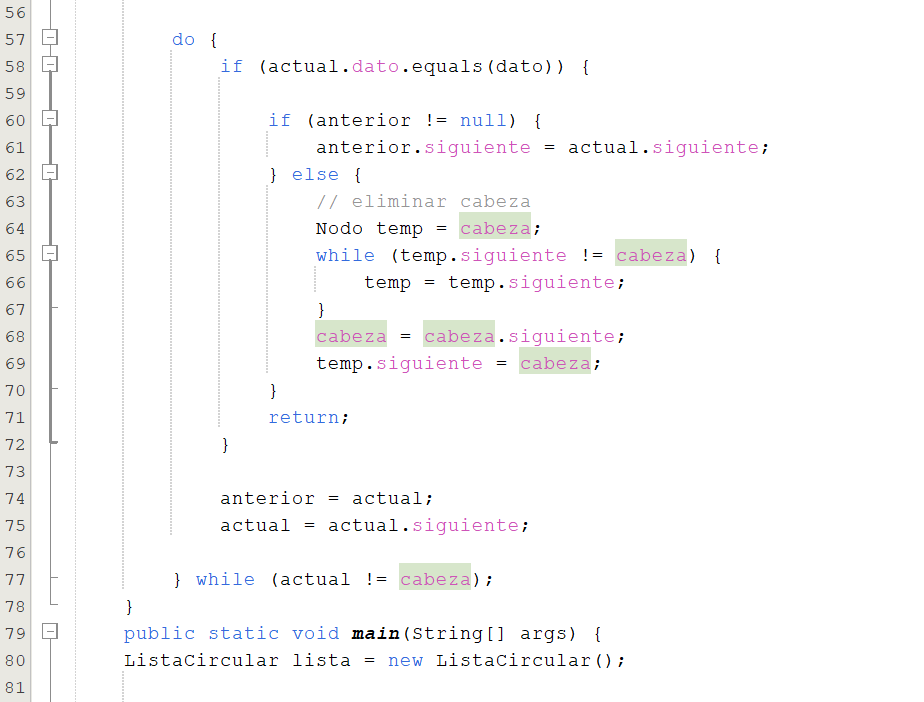 56
57 do {
58 if (actual.dato.equals(dato)) {
59
60 if (anterior != null) {
61 anterior.siguiente = actual.siguiente;
62 } else {
63 // eliminar cabeza
64 Nodo temp = cabeza;
65 while (temp.siguiente != cabeza) {
66 temp = temp.siguiente;
67 }
68 cabeza = cabeza.siguiente;
69 temp.siguiente = cabeza;
70 }
71 return;
72 }
73
74 anterior = actual;
75 actual = actual.siguiente;
76
77 } while (actual != cabeza);
78 }
79 public static void main(String[] args) {
80 ListaCircular lista = new ListaCircular();
81